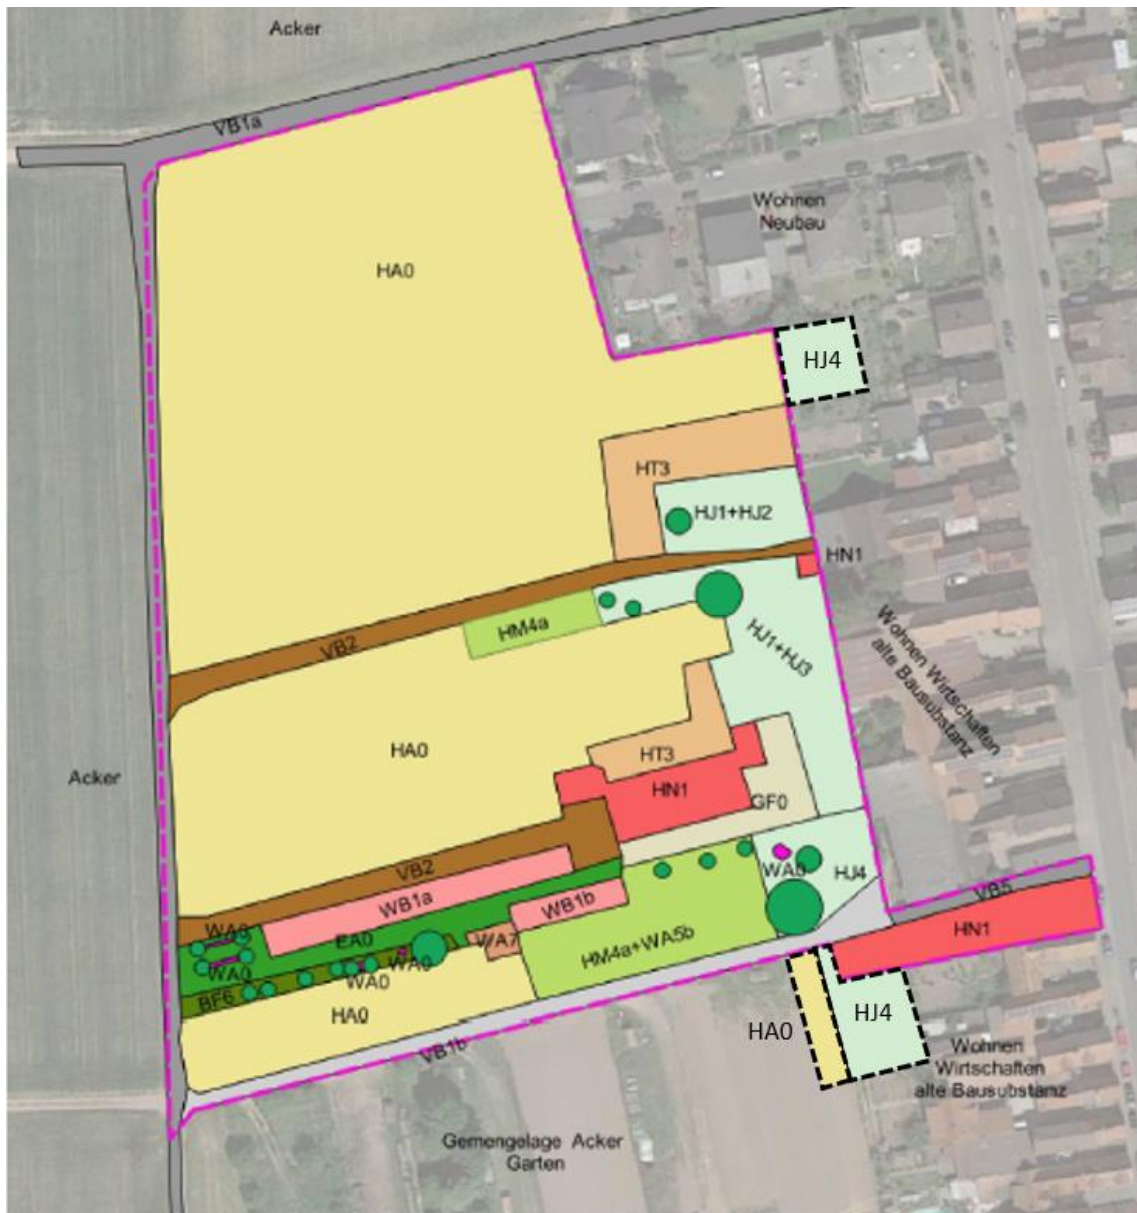 Acker
VB1a
Wohnen
Neubau
HA0
HJ4
HT3
HJ1+HJ2
HN1
HM4a
VB2
HJ1+HJ3
Wohnen Wirtschaften
alte Bausubstanz
HA0
Acker
HT3
HN1
GF0
VB2
WA0
HJ4
WB1a
VB5
WB1b
WA0
EA0
WA7
HN1
HM4a+WA5b
WA0
WA0
WA0
BF6
HA0
HJ4
HA0
VB1b
Wohnen
Wirtschaften
alte Bausubstanz
Gemengelage Acker
Garten